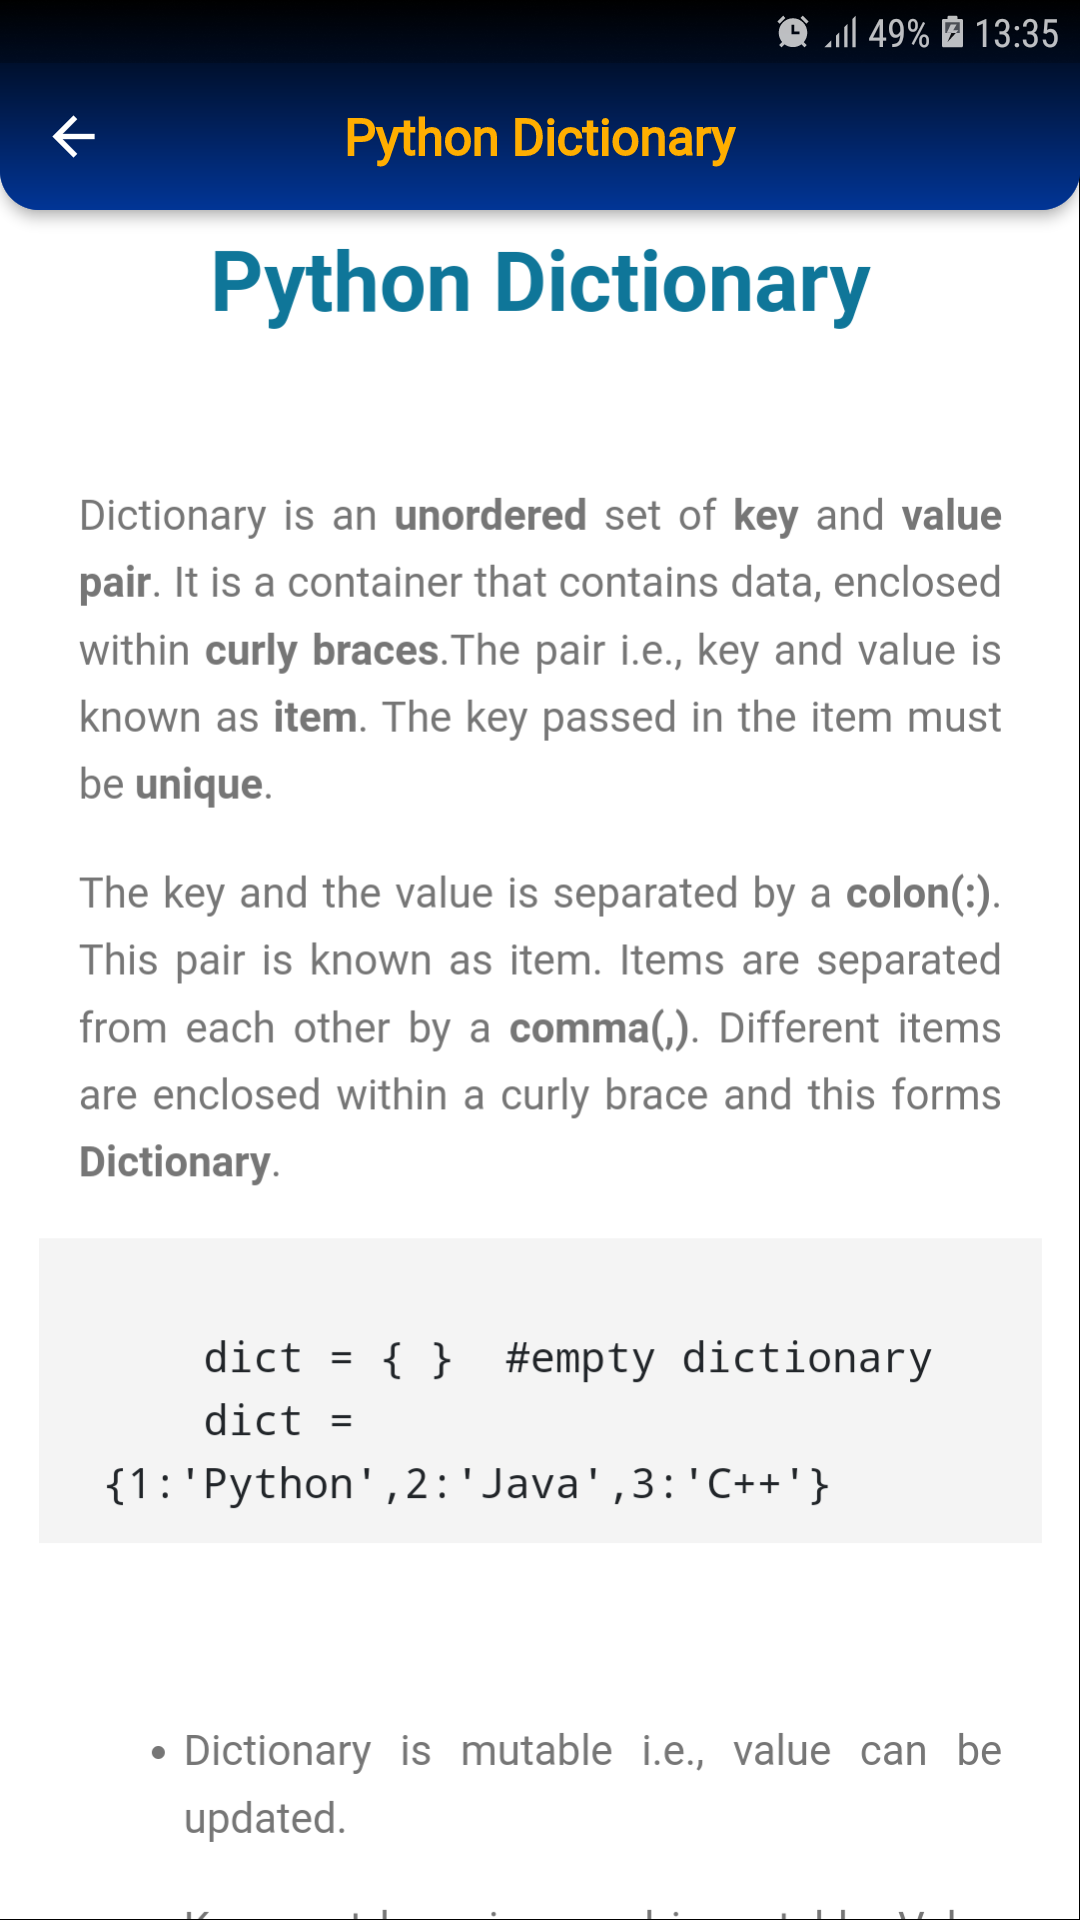 49% 13:35
Python Dictionary
Python Dictionary
Dictionary is an unordered set of key and value
pair. It is a container that contains data, enclosed
within curly braces.The pair i.e., key and value is
known as item. The key passed in the item must
be unique.
The key and the value is separated by a colon(:).
This pair is known as item. Items are separated
from each other by a comma(,). Different items
are enclosed within a curly brace and this forms
Dictionary.
dict = { }  #empty dictionary
dict =
{1:'Python',2:'Java',3:'C++'}
• Dictionary is mutable i.e., value can be
updated.